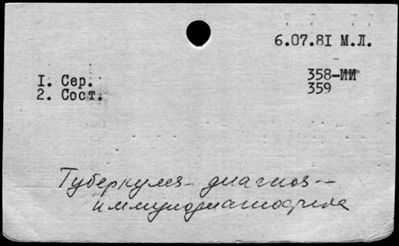 6.07.81 М.Л.
1. Сер. 358-ИИ
2. Сост. 359
Туберкулез- диагноз--
иммунодиагностика